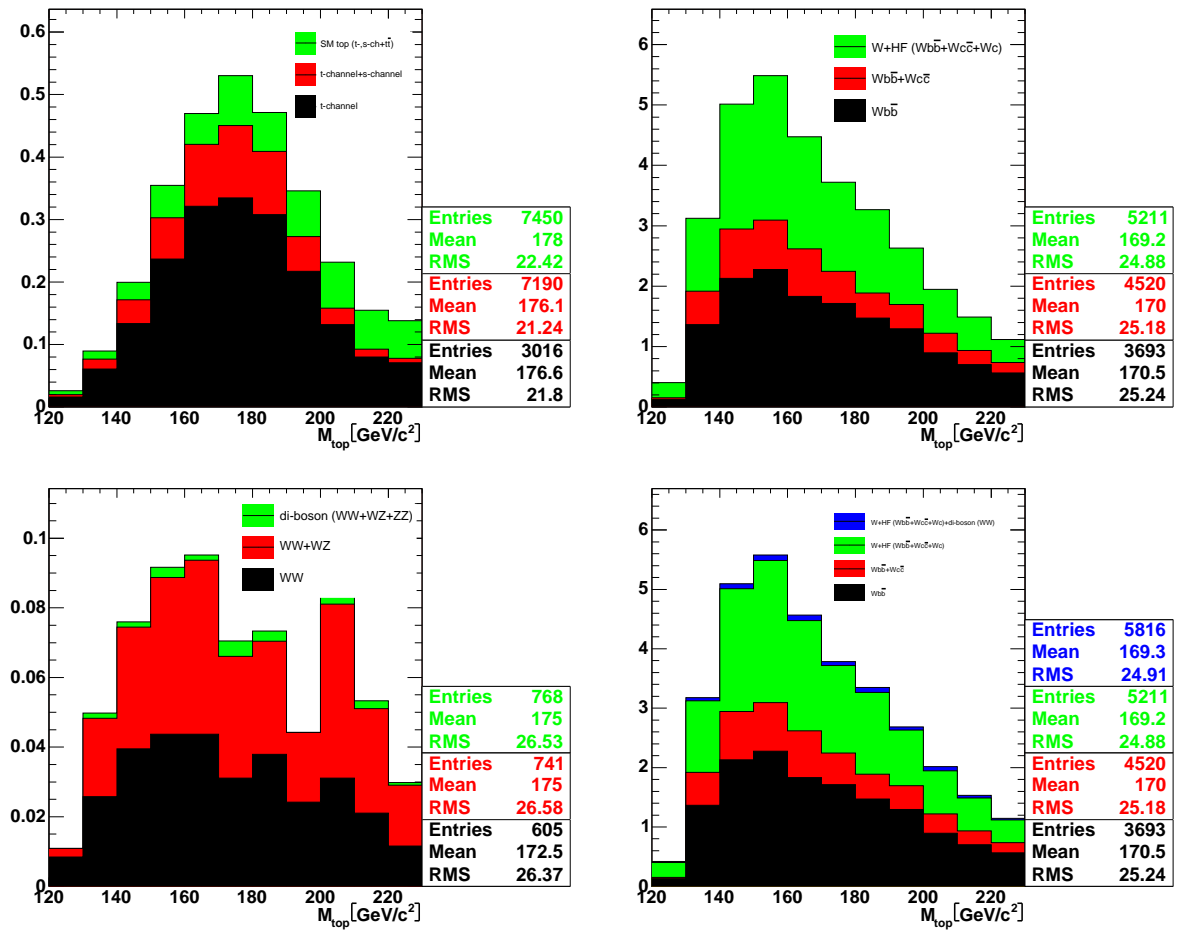 0.6
0.5
0.4
0.3
0.2
0.1
0
SM top (t-,s-ch+tt̄)
t-channel+s-channel
t-channel
Entries 7450
Mean 178
RMS 22.42
Entries 7190
Mean 176.1
RMS 21.24
Entries 3016
Mean 176.6
RMS 21.8
120 140 160 180 200 220
M_top[GeV/c²]
6
5
4
3
2
1
0
W+HF (Wbb̄+Wcc̄+Wc)
Wbb̄+Wcc̄
Wbb̄
Entries 5211
Mean 169.2
RMS 24.88
Entries 4520
Mean 170
RMS 25.18
Entries 3693
Mean 170.5
RMS 25.24
120 140 160 180 200 220
M_top[GeV/c²]
0.1
0.08
0.06
0.04
0.02
0
di-boson (WW+WZ+ZZ)
WW+WZ
WW
Entries 768
Mean 175
RMS 26.53
Entries 741
Mean 175
RMS 26.58
Entries 605
Mean 172.5
RMS 26.37
120 140 160 180 200 220
M_top[GeV/c²]
6
5
4
3
2
1
0
W+HF (Wbb̄+Wcc̄+Wc)+di-boson (WW)
W+HF (Wbb̄+Wcc̄+Wc)
Wbb̄+Wcc̄
Wbb̄
Entries 5816
Mean 169.3
RMS 24.91
Entries 5211
Mean 169.2
RMS 24.88
Entries 4520
Mean 170
RMS 25.18
Entries 3693
Mean 170.5
RMS 25.24
120 140 160 180 200 220
M_top[GeV/c²]